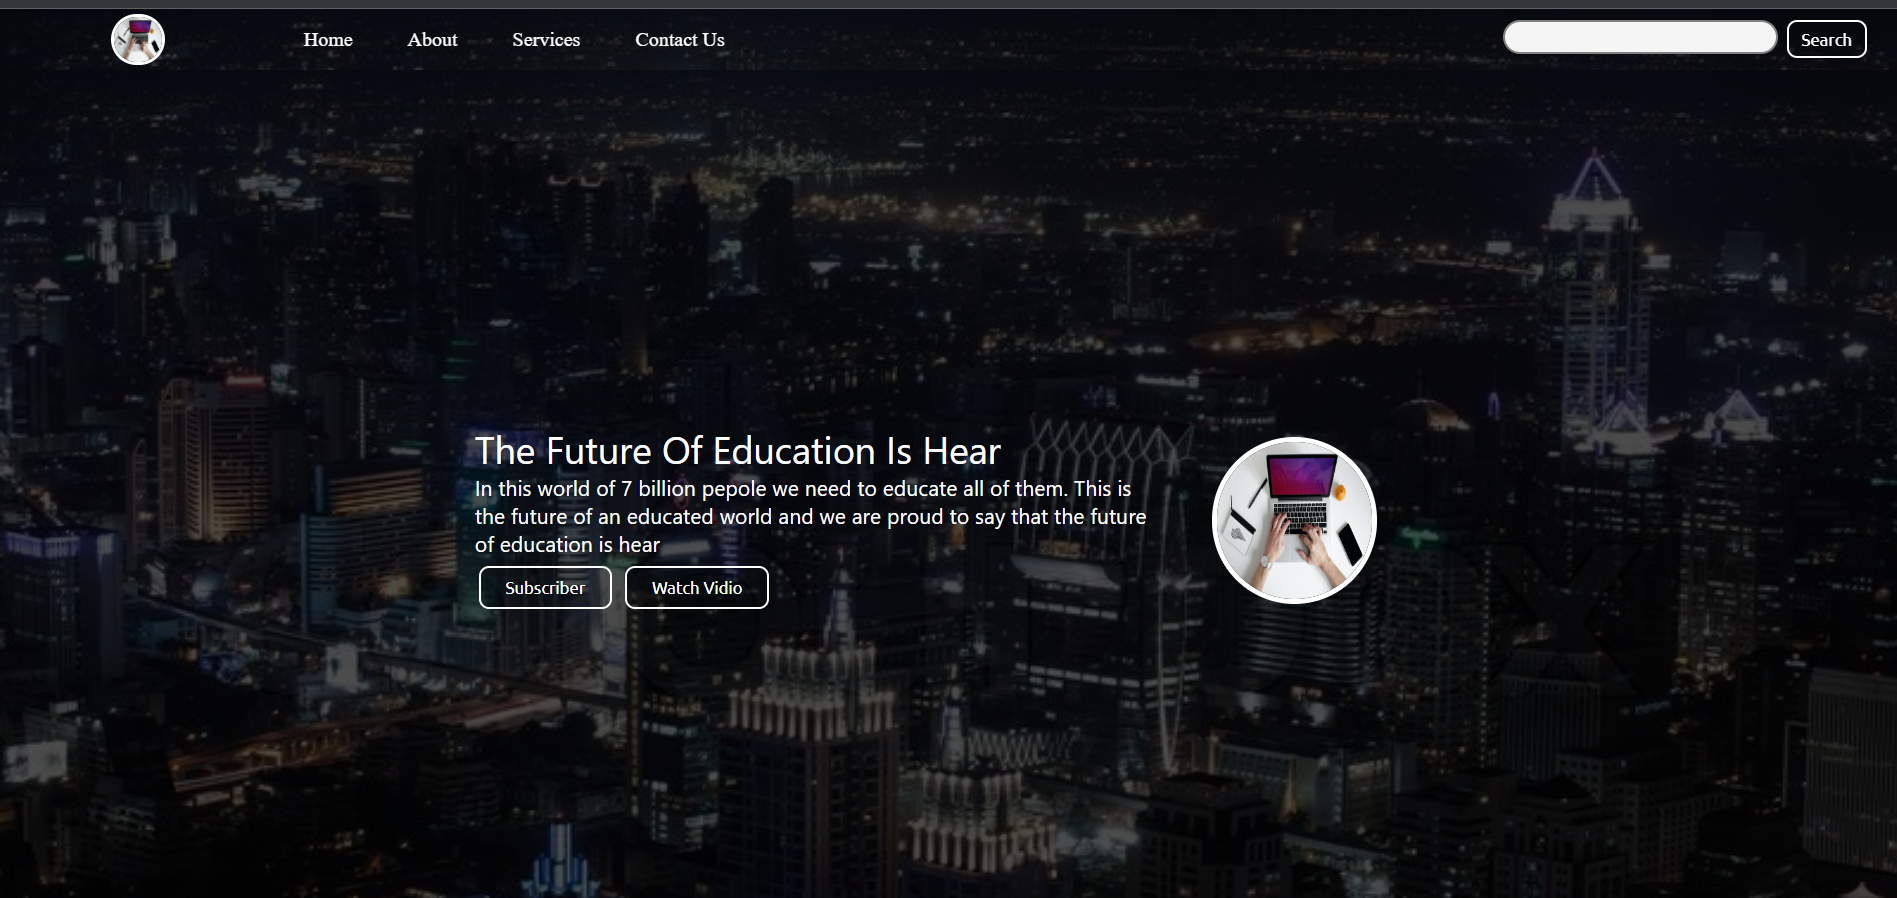 Home
About
Services
Contact Us
Search
The Future Of Education Is Hear
In this world of 7 billion pepole we need to educate all of them. This is
the future of an educated world and we are proud to say that the future
of education is hear
Subscriber
Watch Vidio